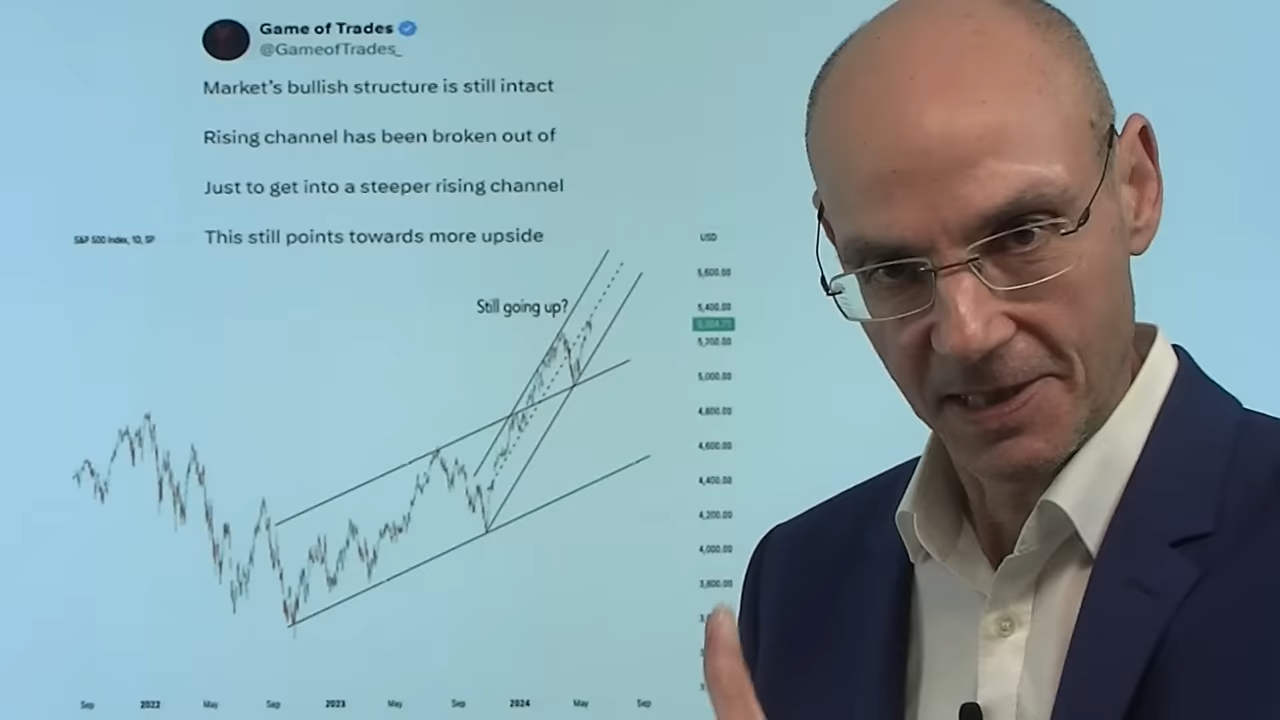 Game of Trades
@GameofTrades_
Market's bullish structure is still intact
Rising channel has been broken out of
Just to get into a steeper rising channel
This still points towards more upside
S&P 500 Index, 1D, SP
USD
5,600.00
Still going up?
5,400.00
5,200.00
5,000.00
4,800.00
4,600.00
4,400.00
4,200.00
4,000.00
3,800.00
Sep 2022 May Sep 2023 May Sep 2024 May Sep